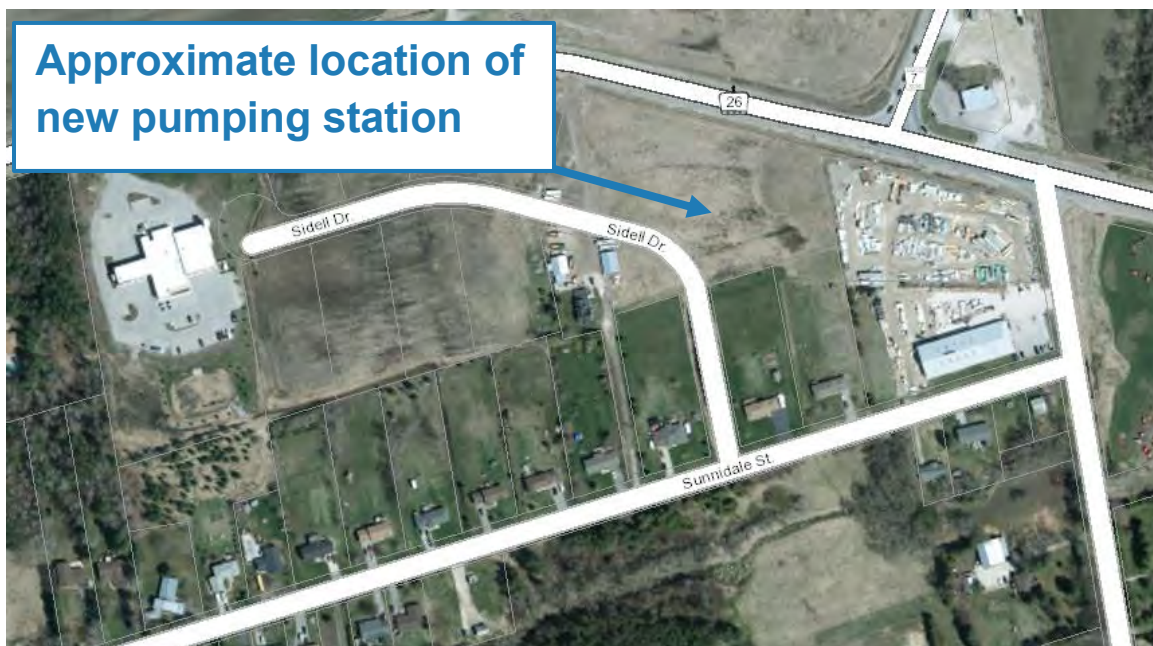 Approximate location of
new pumping station
26
7
Sidell Dr.
Sidell Dr.
Sunnidale St.